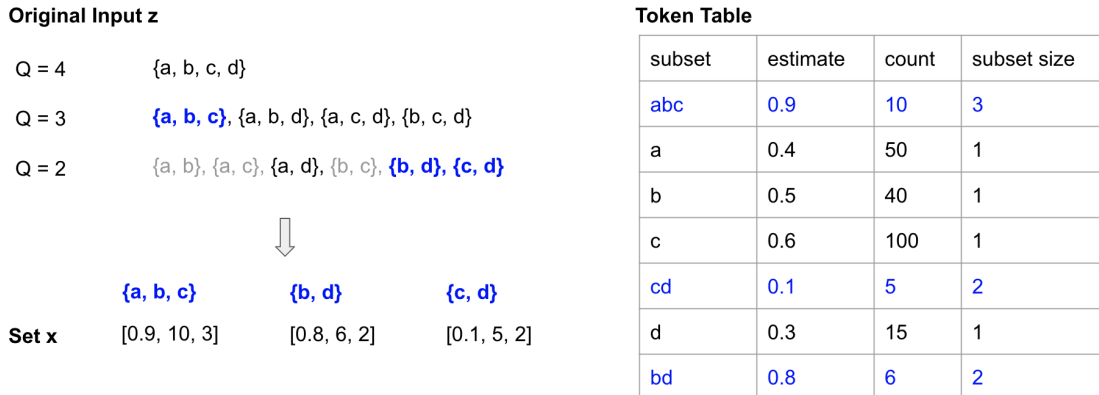 Original Input z
Q = 4 {a, b, c, d}
Q = 3 {a, b, c}, {a, b, d}, {a, c, d}, {b, c, d}
Q = 2 {a, b}, {a, c}, {a, d}, {b, c}, {b, d}, {c, d}
{a, b, c} {b, d} {c, d}
Set x [0.9, 10, 3] [0.8, 6, 2] [0.1, 5, 2]
Token Table
subset estimate count subset size
abc 0.9 10 3
a 0.4 50 1
b 0.5 40 1
c 0.6 100 1
cd 0.1 5 2
d 0.3 15 1
bd 0.8 6 2